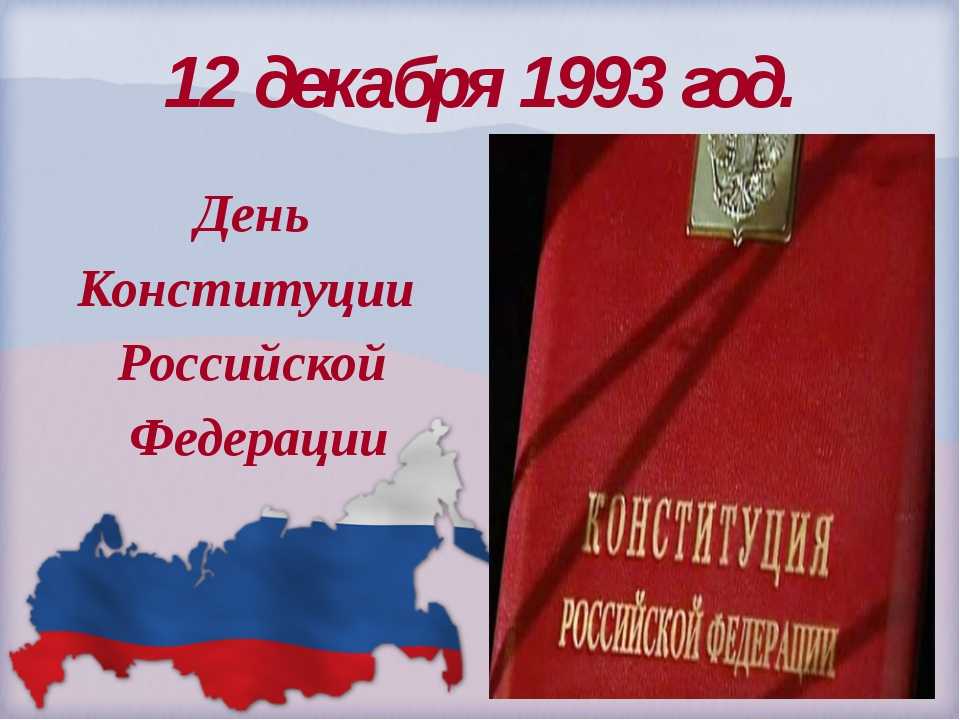 12 декабря 1993 год.
День
Конституции
Российской
Федерации
КОНСТИТУЦИЯ
РОССИЙСКОЙ ФЕДЕРАЦИИ